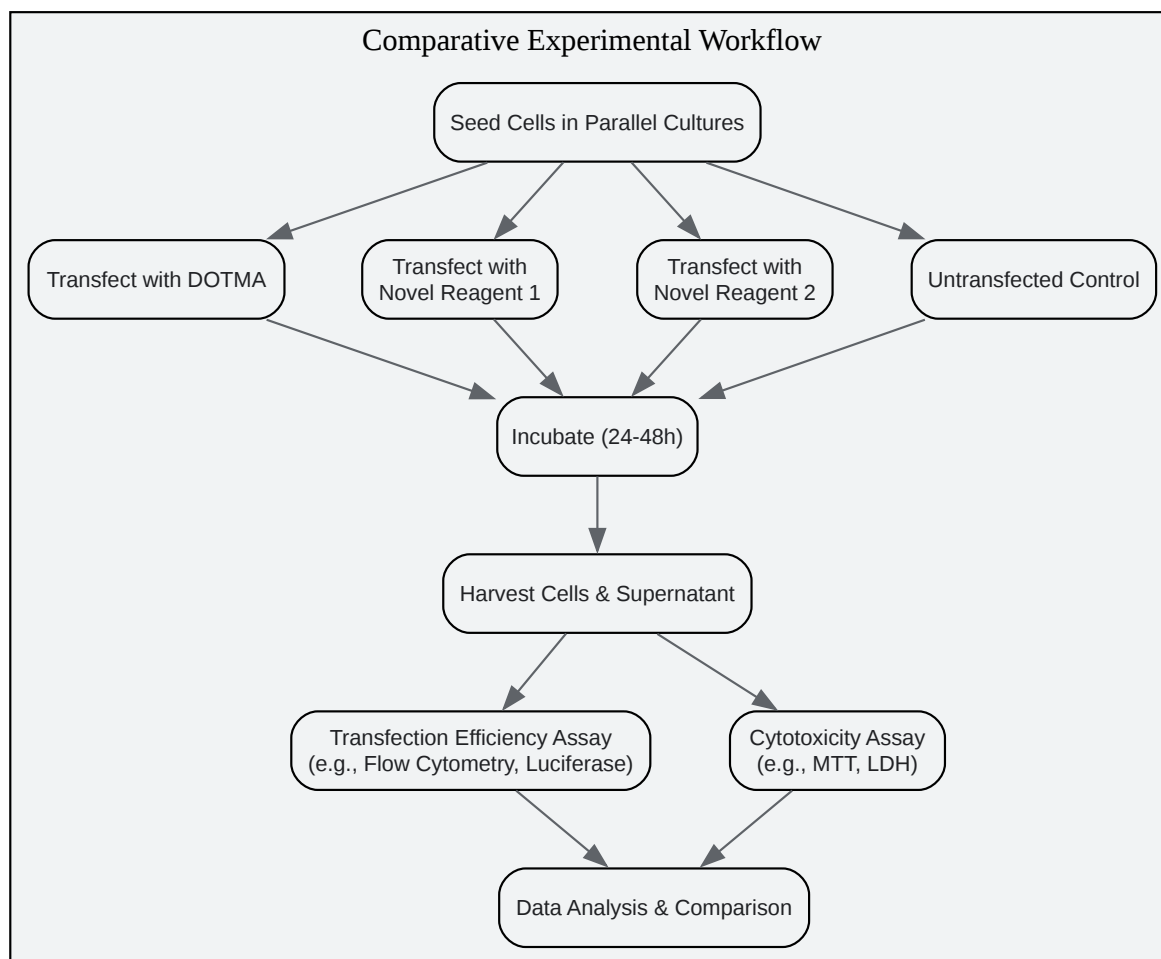 Comparative Experimental Workflow
Seed Cells in Parallel Cultures
Transfect with DOTMA
Transfect with
Novel Reagent 1
Transfect with
Novel Reagent 2
Untransfected Control
Incubate (24-48h)
Harvest Cells & Supernatant
Transfection Efficiency Assay
(e.g., Flow Cytometry, Luciferase)
Cytotoxicity Assay
(e.g., MTT, LDH)
Data Analysis & Comparison